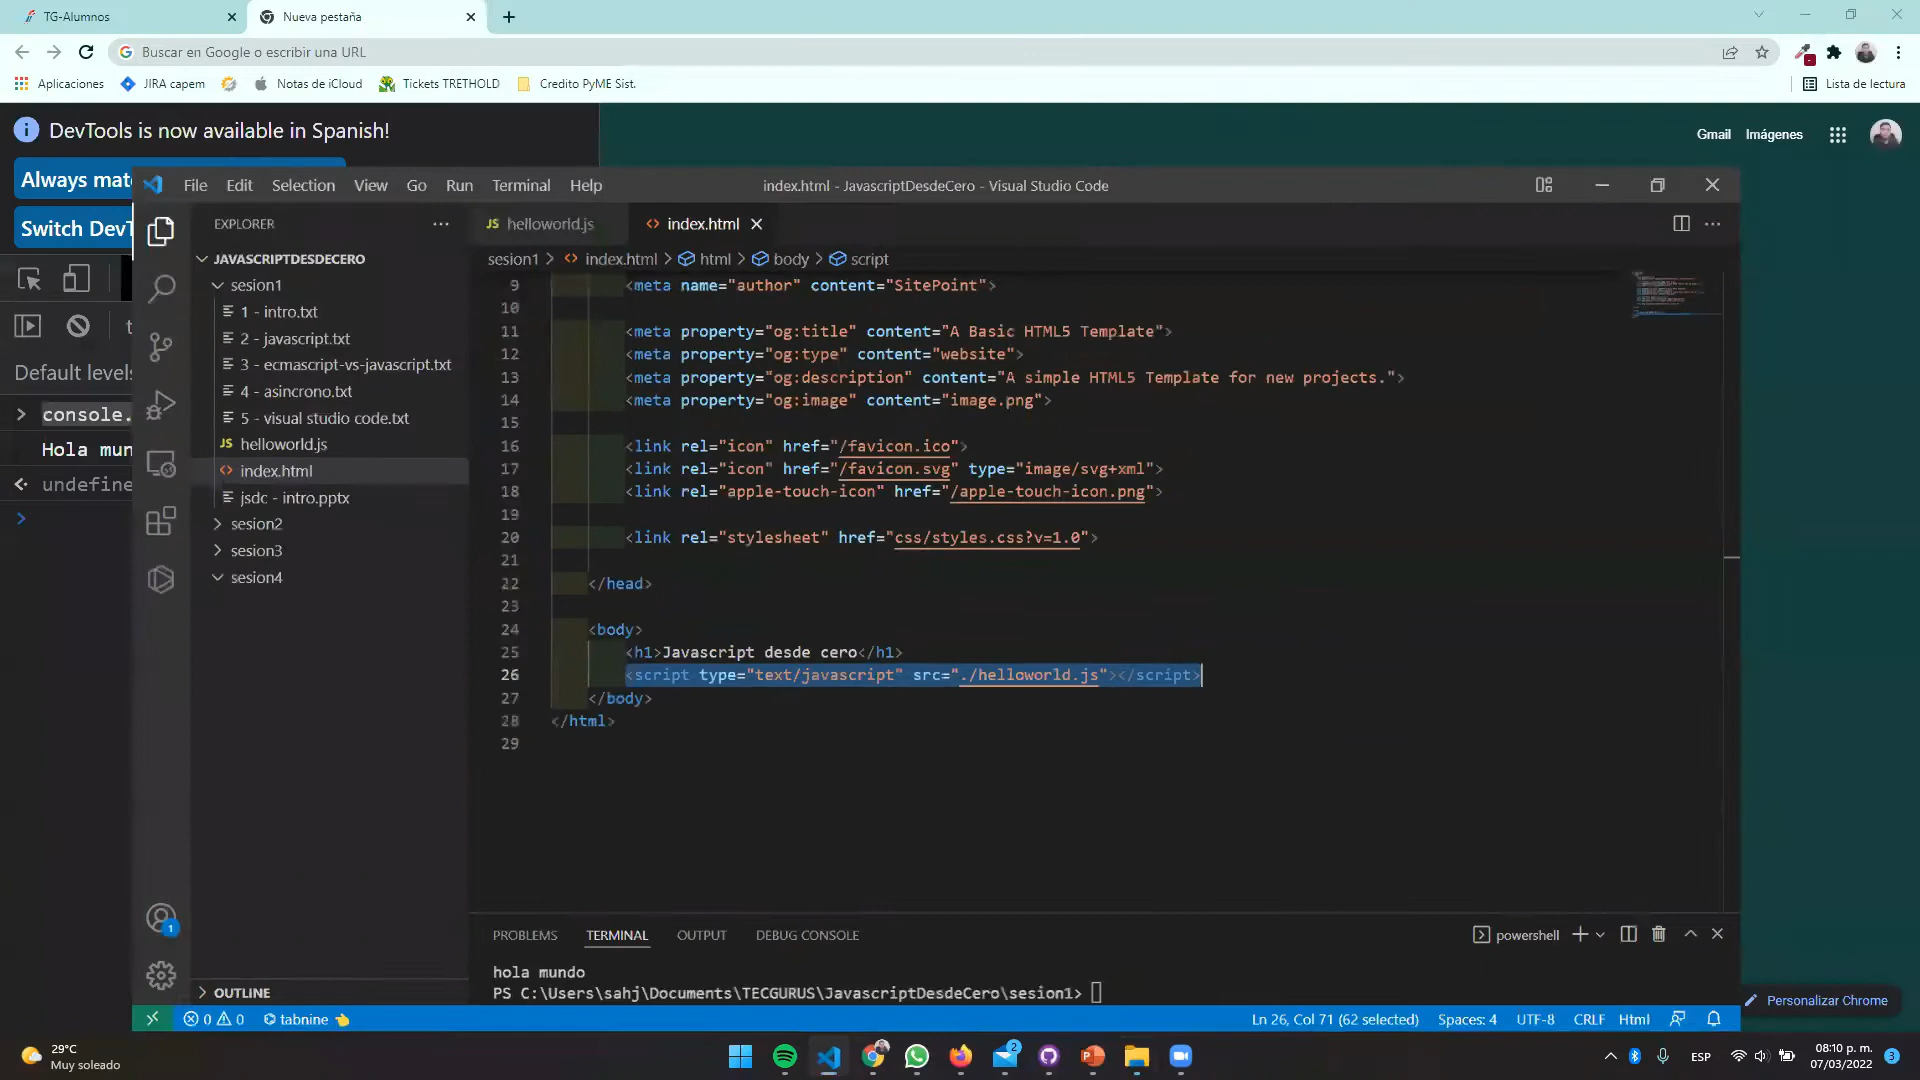 TG-Alumnos
Nueva pestaña
Buscar en Google o escribir una URL
Aplicaciones
JIRA capem
Notas de iCloud
Tickets TRETHOLD
Credito PyME Sist.
Lista de lectura
DevTools is now available in Spanish!
Gmail
Imágenes
Always mat
Switch DevT
Default levels
console.
Hola mun
undefine
File Edit Selection View Go Run Terminal Help
index.html - JavascriptDesdeCero - Visual Studio Code
EXPLORER
JAVASCRIPTDESDECERO
sesion1
1 - intro.txt
2 - javascript.txt
3 - ecmascript-vs-javascript.txt
4 - asincrono.txt
5 - visual studio code.txt
JS helloworld.js
<> index.html
jsdc - intro.pptx
sesion2
sesion3
sesion4
OUTLINE
JS helloworld.js
<> index.html
sesion1 > <> index.html > html > body > script
9 <meta name="author" content="SitePoint">
10
11 <meta property="og:title" content="A Basic HTML5 Template">
12 <meta property="og:type" content="website">
13 <meta property="og:description" content="A simple HTML5 Template for new projects.">
14 <meta property="og:image" content="image.png">
15
16 <link rel="icon" href="/favicon.ico">
17 <link rel="icon" href="/favicon.svg" type="image/svg+xml">
18 <link rel="apple-touch-icon" href="/apple-touch-icon.png">
19
20 <link rel="stylesheet" href="css/styles.css?v=1.0">
21
22 </head>
23
24 <body>
25 <h1>Javascript desde cero</h1>
26 <script type="text/javascript" src="./helloworld.js"></script>
27 </body>
28 </html>
29
PROBLEMS TERMINAL OUTPUT DEBUG CONSOLE
powershell
hola mundo
PS C:\Users\sahj\Documents\TECGURUS\JavascriptDesdeCero\sesion1>
1
0 0 tabnine
Ln 26, Col 71 (62 selected) Spaces: 4 UTF-8 CRLF Html
Personalizar Chrome
29°C
Muy soleado
2
ESP
08:10 p. m.
07/03/2022
3